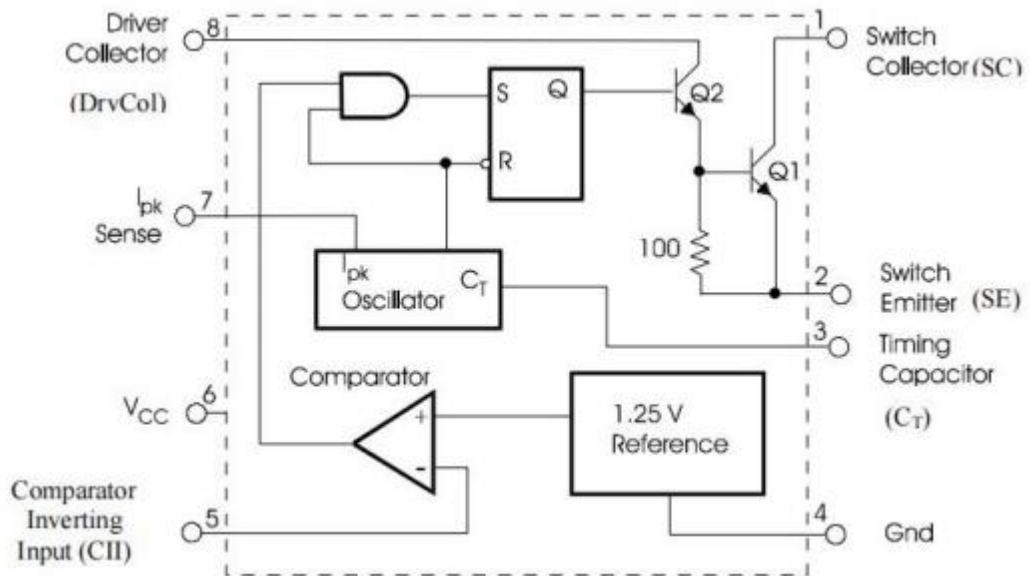 Driver
Collector
(DrvCol)
8
1
Switch
Collector(SC)
S
Q
Q2
R
Q1
Ipk
Sense
7
100
Ipk
CT
Oscillator
2
Switch
Emitter (SE)
3
Timing
Capacitor
(CT)
Comparator
1.25 V
Reference
VCC
6
+
-
Comparator
Inverting
Input (CII)
5
4
Gnd